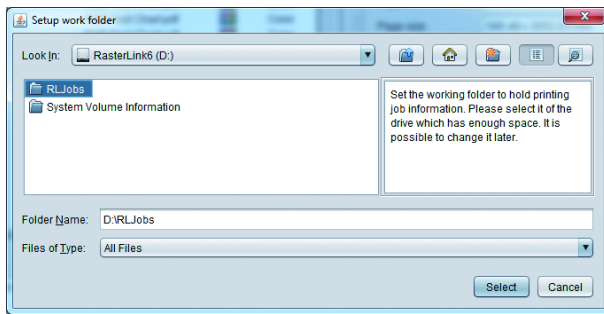 Setup work folder
Look In: RasterLink6 (D:)
RLJobs
System Volume Information
Set the working folder to hold printing
job information. Please select it of the
drive which has enough space. It is
possible to change it later.
Folder Name: D:\RLJobs
Files of Type: All Files
Select Cancel